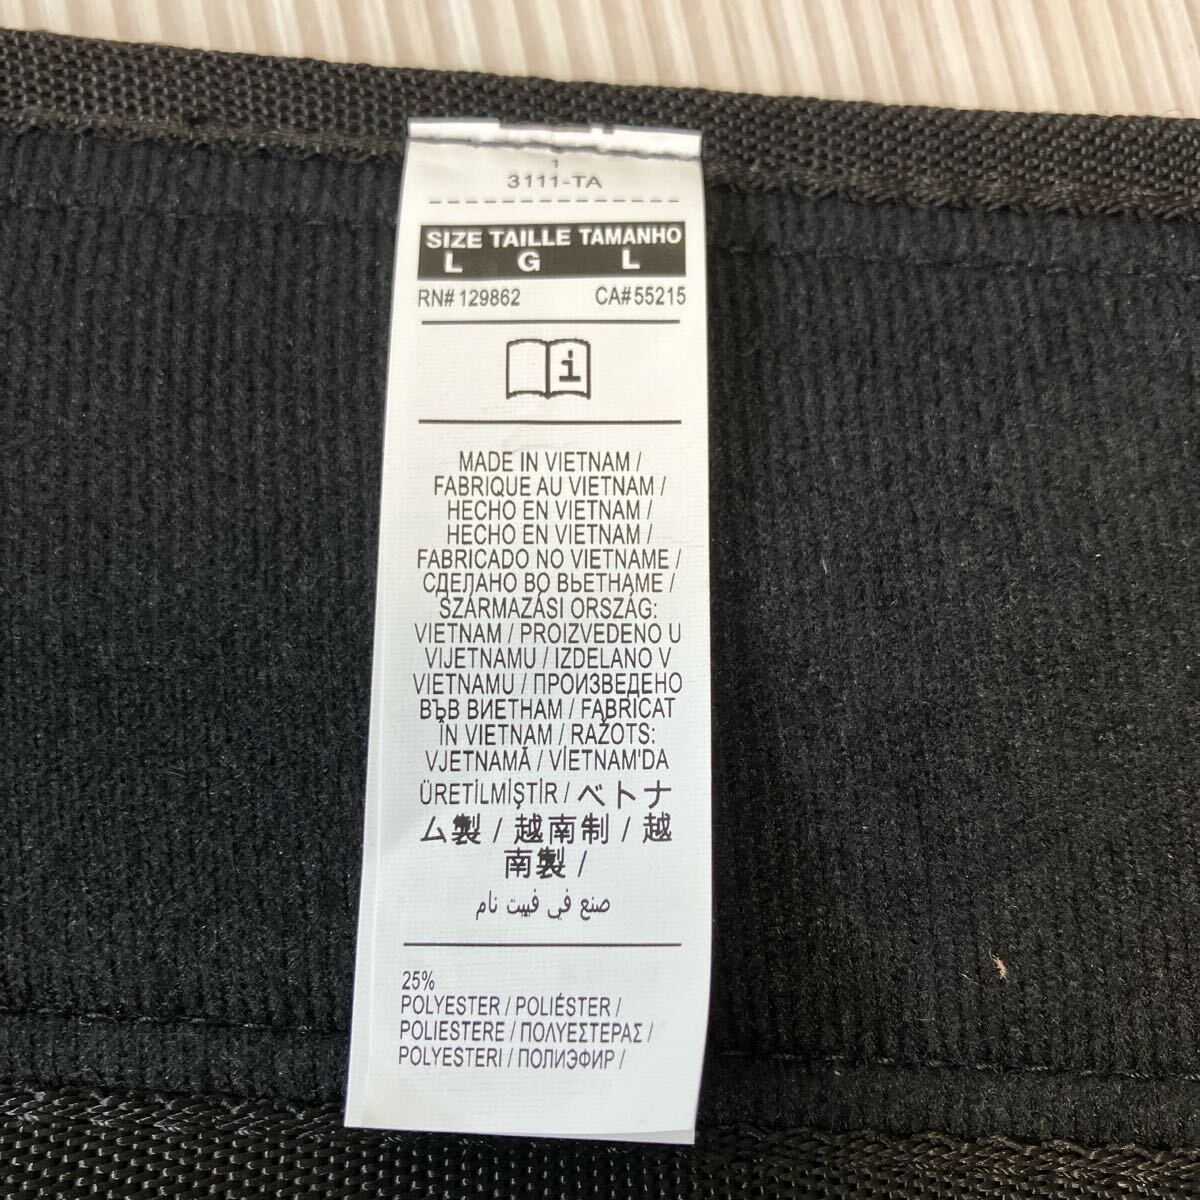 1
3111-TA
SIZE TAILLE TAMANHO
L G L
RN# 129862 CA#55215
i
MADE IN VIETNAM /
FABRIQUE AU VIETNAM /
HECHO EN VIETNAM /
HECHO EN VIETNAM /
FABRICADO NO VIETNAME /
СДЕЛАНО ВО ВЬЕТНАМЕ /
SZÁRMAZÁSI ORSZÁG:
VIETNAM / PROIZVEDENO U
VIJETNAMU / IZDELANO V
VIETNAMU / ПРОИЗВЕДЕНО
ВЪВ ВИЕТНАМ / FABRICAT
ÎN VIETNAM / RAŽOTS:
VJETNAMĀ / VİETNAM'DA
ÜRETİLMİŞTİR / ベトナ
ム製 / 越南制 / 越
南製 /
صنع في فييت نام
25%
POLYESTER / POLIÉSTER /
POLIESTERE / ΠΟΛΥΕΣΤΕΡΑΣ /
POLYESTERI / ПОЛИЭФИР /